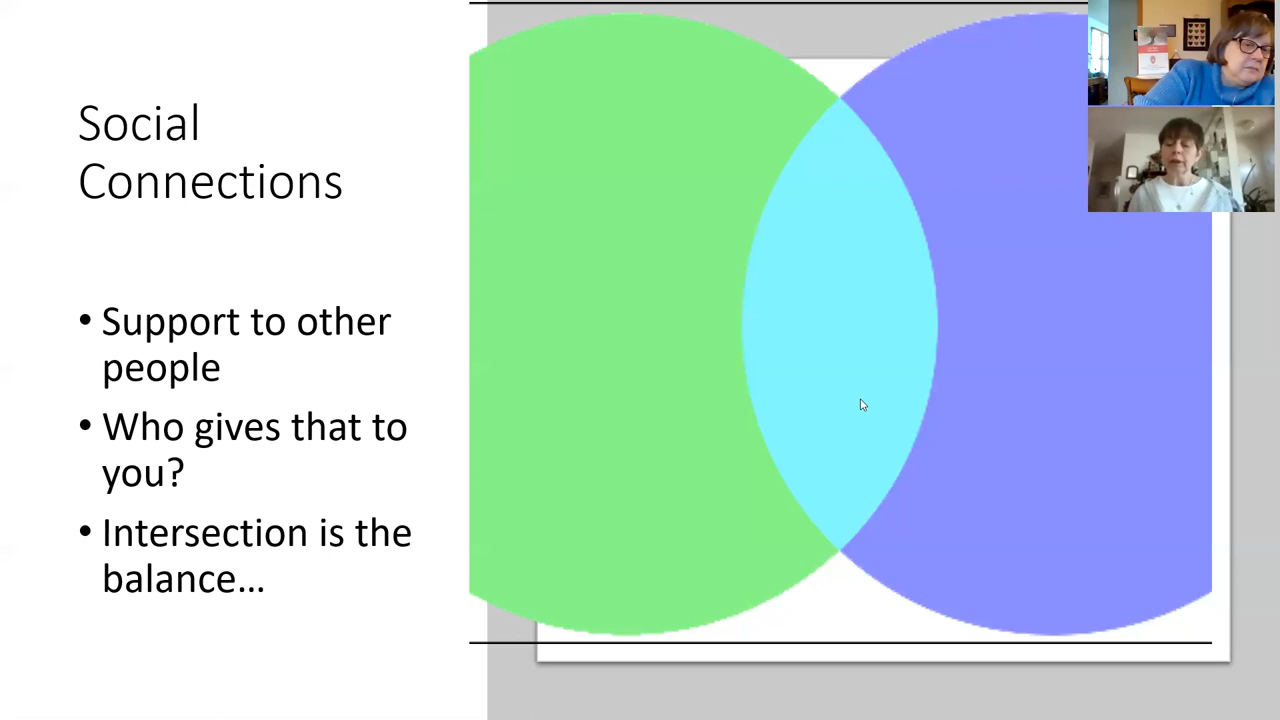 Social
Connections
• Support to other
people
• Who gives that to
you?
• Intersection is the
balance…